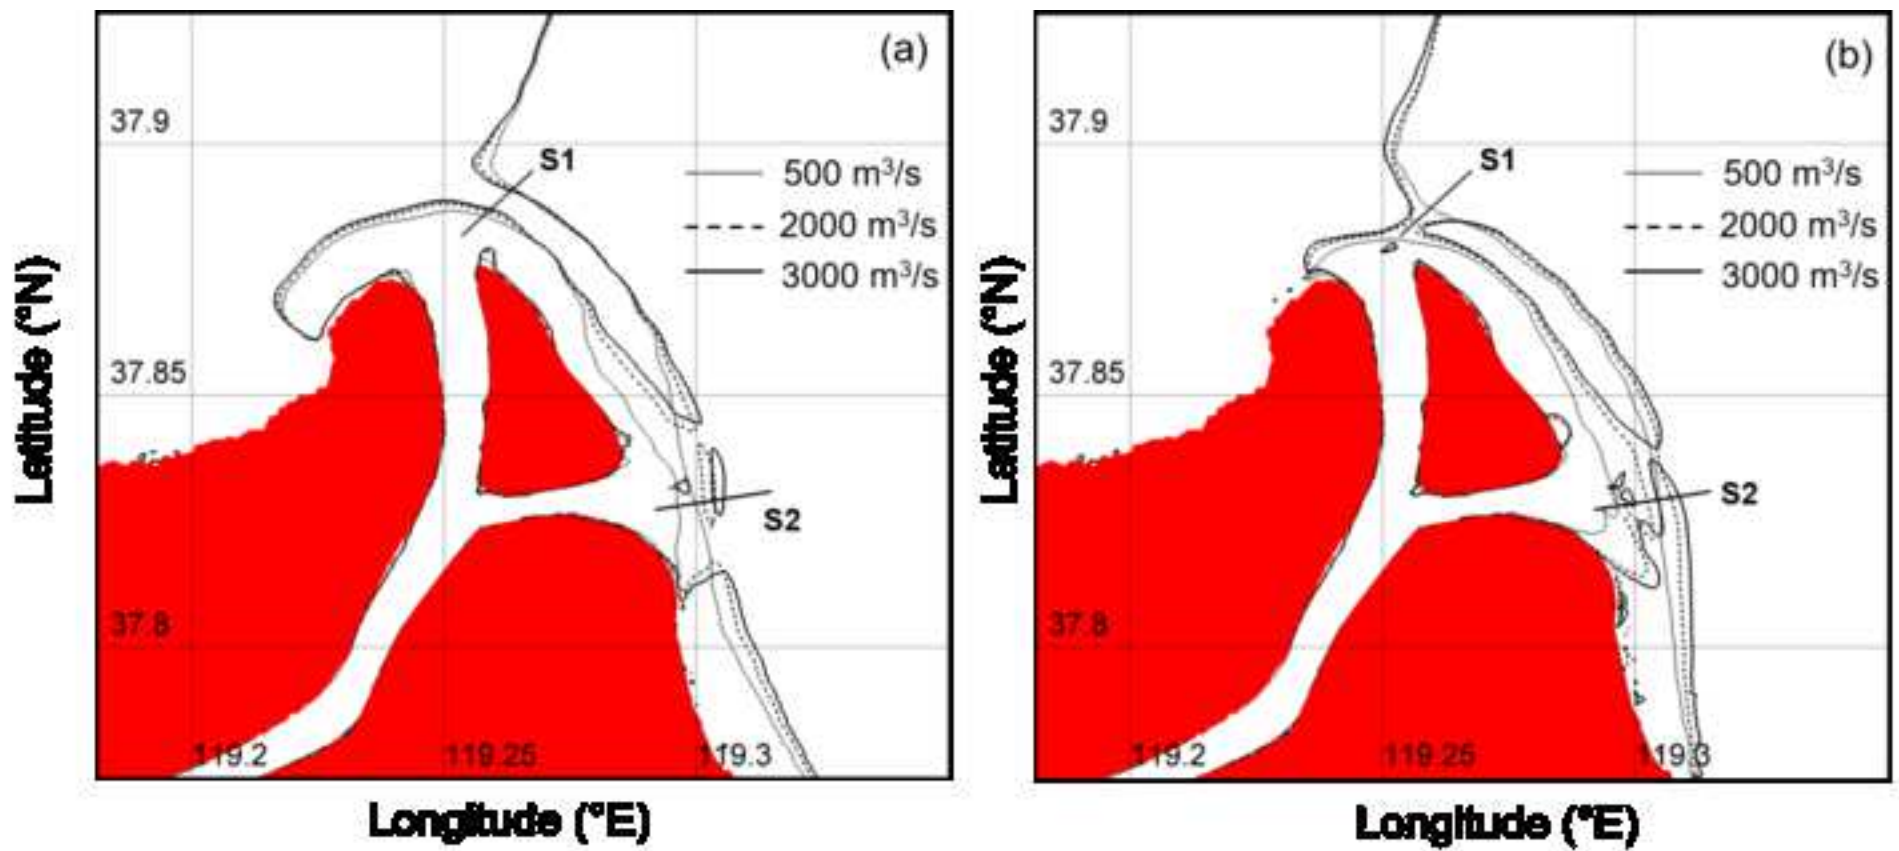 (a)
37.9
S1
500 m³/s
2000 m³/s
3000 m³/s
37.85
S2
37.8
119.2
119.25
119.3
Latitude (°N)
Longitude (°E)
(b)
37.9
S1
500 m³/s
2000 m³/s
3000 m³/s
37.85
S2
37.8
119.2
119.25
119.3
Latitude (°N)
Longitude (°E)